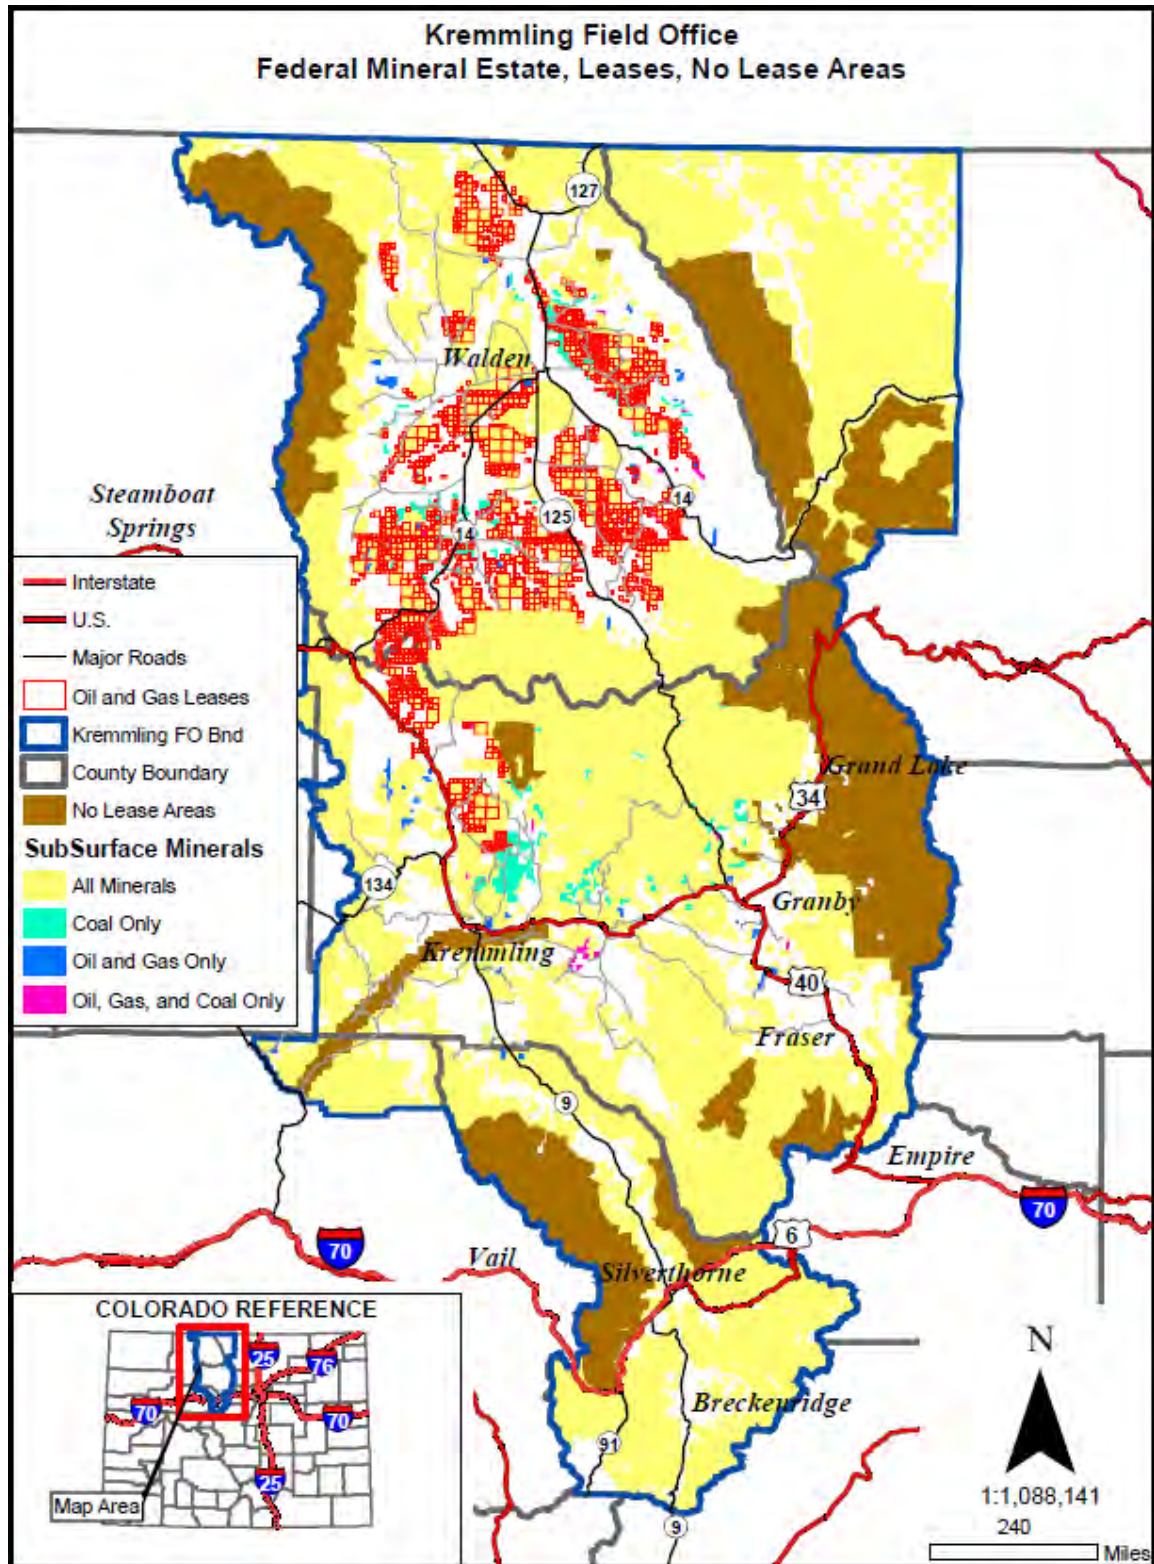 Kremmling Field Office
Federal Mineral Estate, Leases, No Lease Areas
127
Walden
Steamboat
Springs
14
125
14
Interstate
U.S.
Major Roads
Oil and Gas Leases
Kremmling FO Bnd
County Boundary
No Lease Areas
SubSurface Minerals
All Minerals
Coal Only
Oil and Gas Only
Oil, Gas, and Coal Only
Grand Lake
34
134
Granby
Kremmling
40
Fraser
9
Empire
70
6
70
Vail
Silverthorne
Breckenridge
91
9
COLORADO REFERENCE
25
76
70
70
25
Map Area
N
1:1,088,141
240
Miles